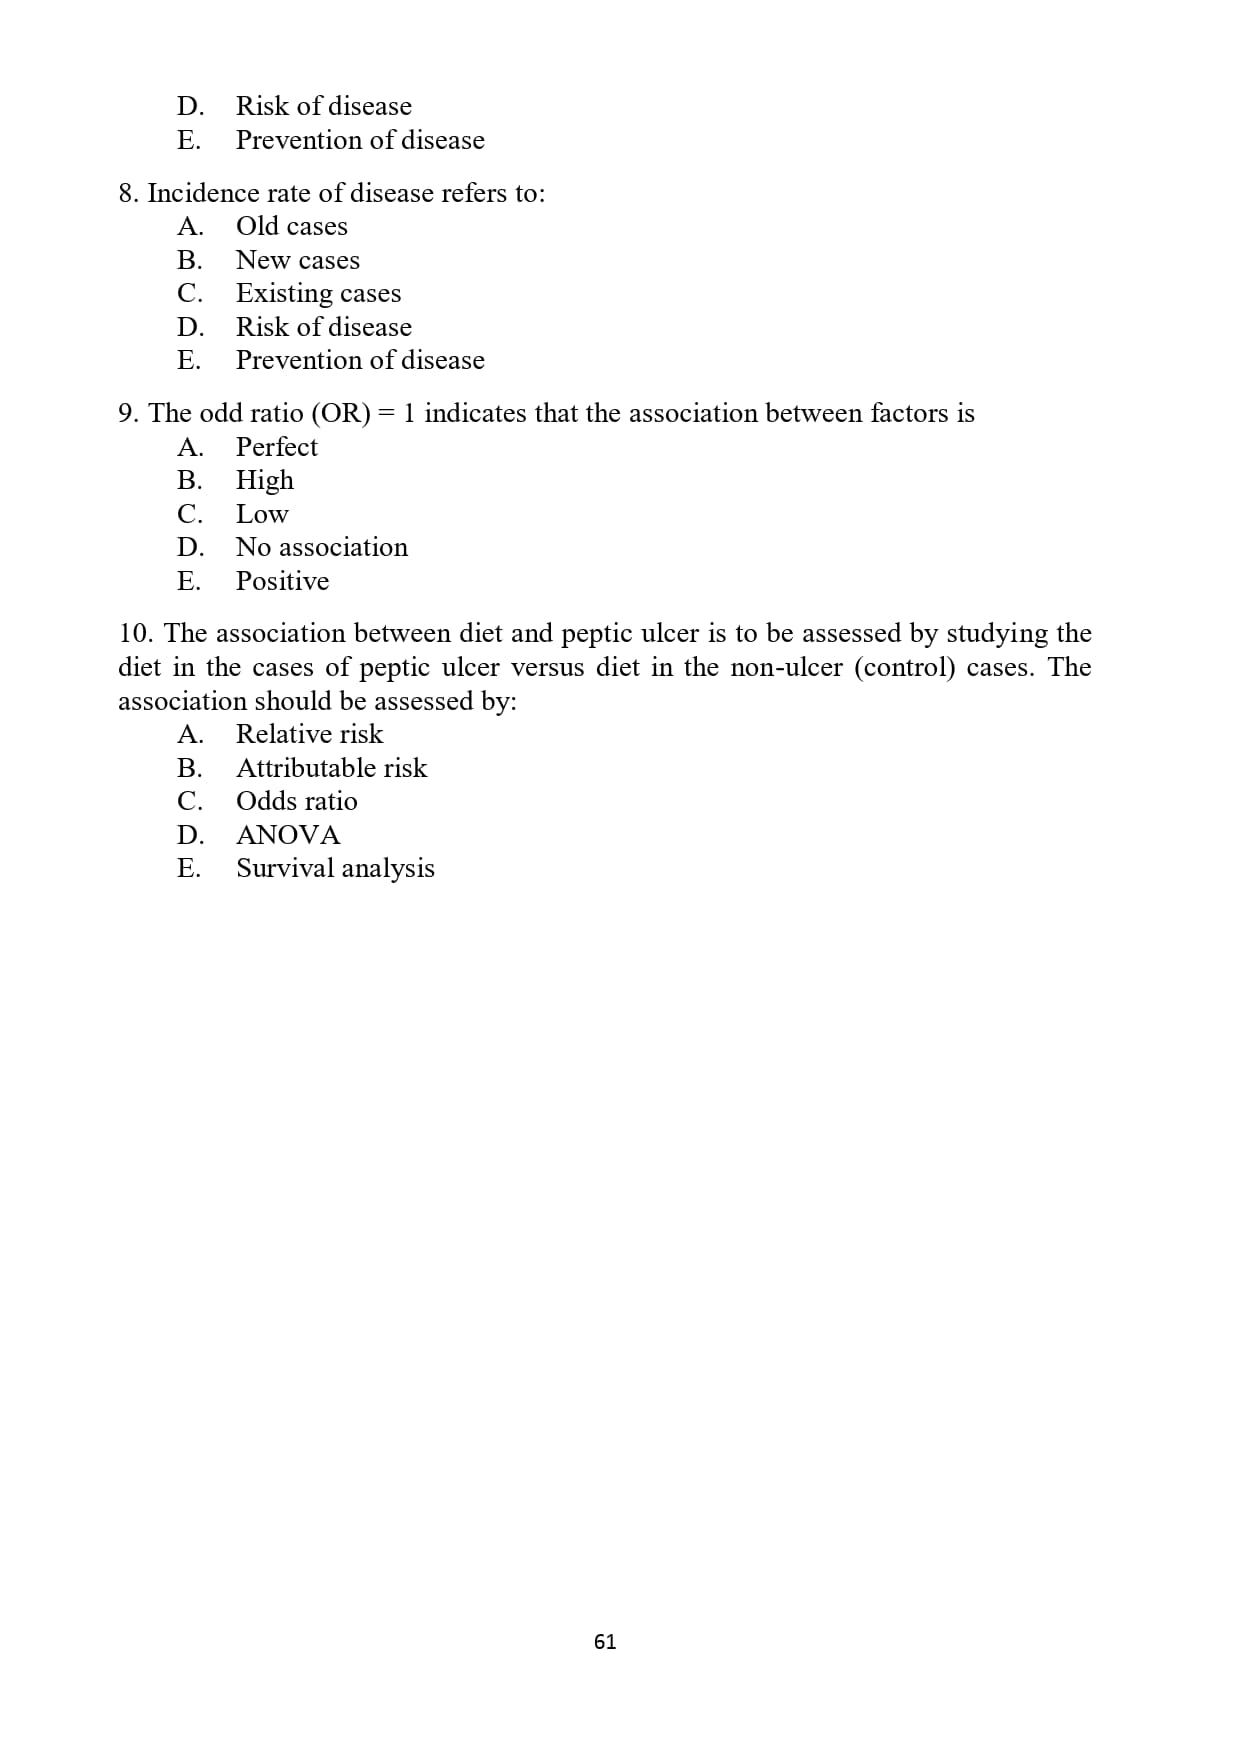 D. Risk of disease
E. Prevention of disease
8. Incidence rate of disease refers to:
A. Old cases
B. New cases
C. Existing cases
D. Risk of disease
E. Prevention of disease
9. The odd ratio (OR) = 1 indicates that the association between factors is
A. Perfect
B. High
C. Low
D. No association
E. Positive
10. The association between diet and peptic ulcer is to be assessed by studying the
diet in the cases of peptic ulcer versus diet in the non-ulcer (control) cases. The
association should be assessed by:
A. Relative risk
B. Attributable risk
C. Odds ratio
D. ANOVA
E. Survival analysis
61